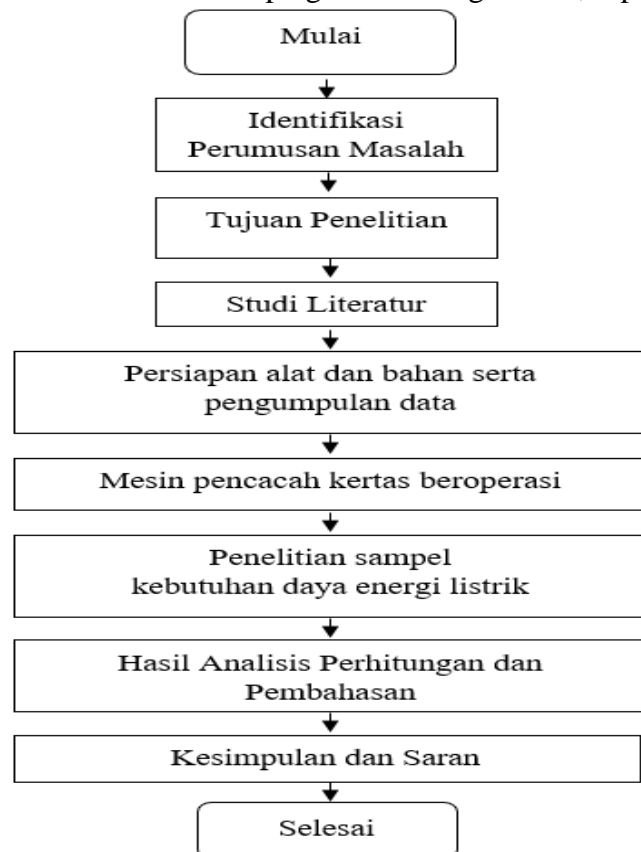 Mulai
Identifikasi
Perumusan Masalah
Tujuan Penelitian
Studi Literatur
Persiapan alat dan bahan serta
pengumpulan data
Mesin pencacah kertas beroperasi
Penelitian sampel
kebutuhan daya energi listrik
Hasil Analisis Perhitungan dan
Pembahasan
Kesimpulan dan Saran
Selesai